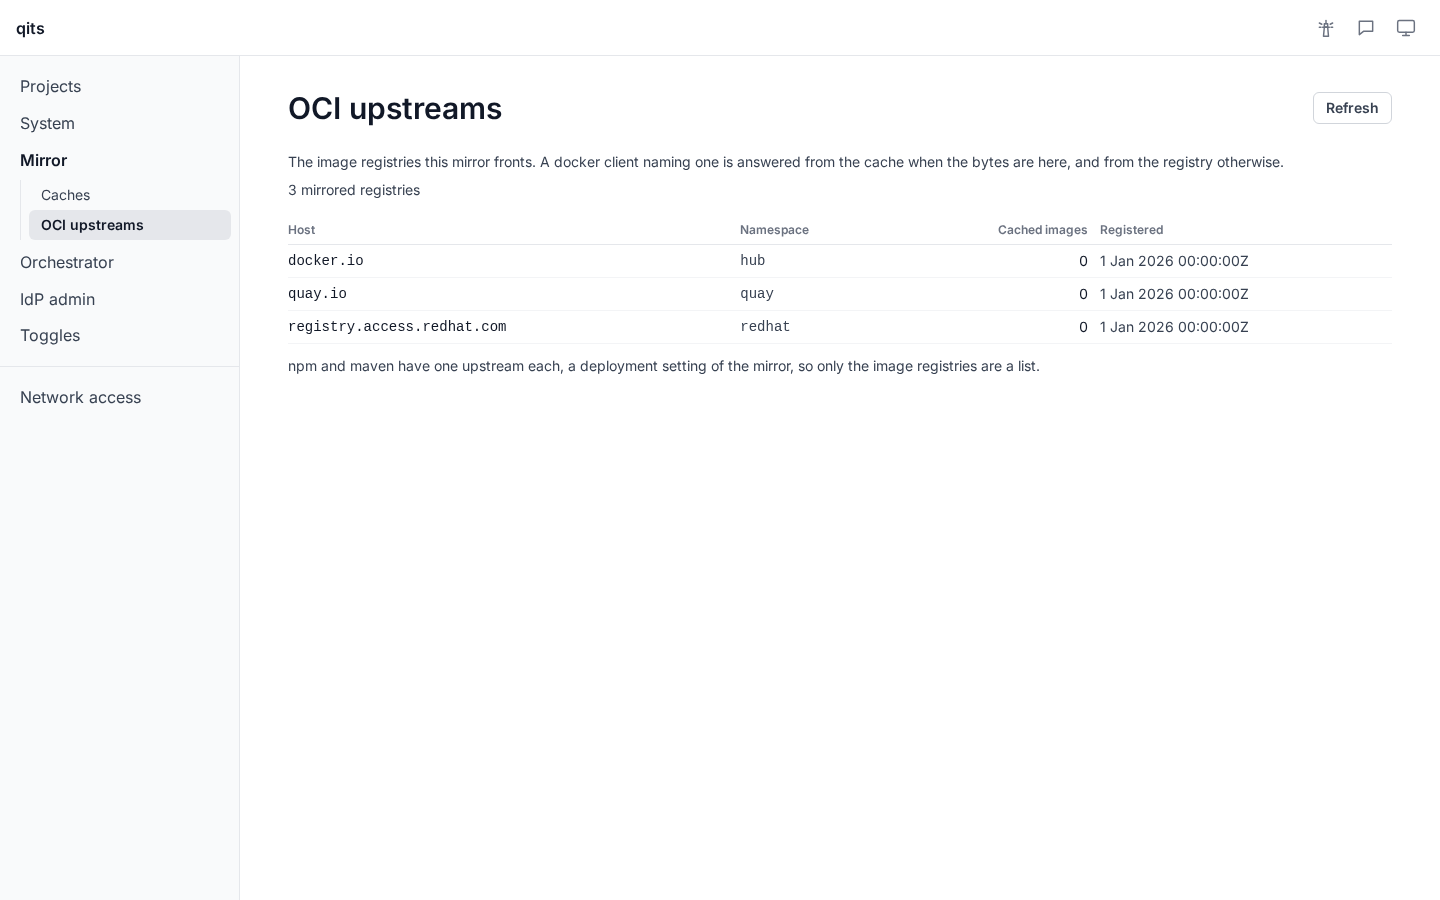 qits
Projects
System
Mirror
Caches
OCI upstreams
Orchestrator
IdP admin
Toggles
Network access
OCI upstreams
Refresh
The image registries this mirror fronts. A docker client naming one is answered from the cache when the bytes are here, and from the registry otherwise.
3 mirrored registries
Host Namespace Cached images Registered
docker.io hub 0 1 Jan 2026 00:00:00Z
quay.io quay 0 1 Jan 2026 00:00:00Z
registry.access.redhat.com redhat 0 1 Jan 2026 00:00:00Z
npm and maven have one upstream each, a deployment setting of the mirror, so only the image registries are a list.